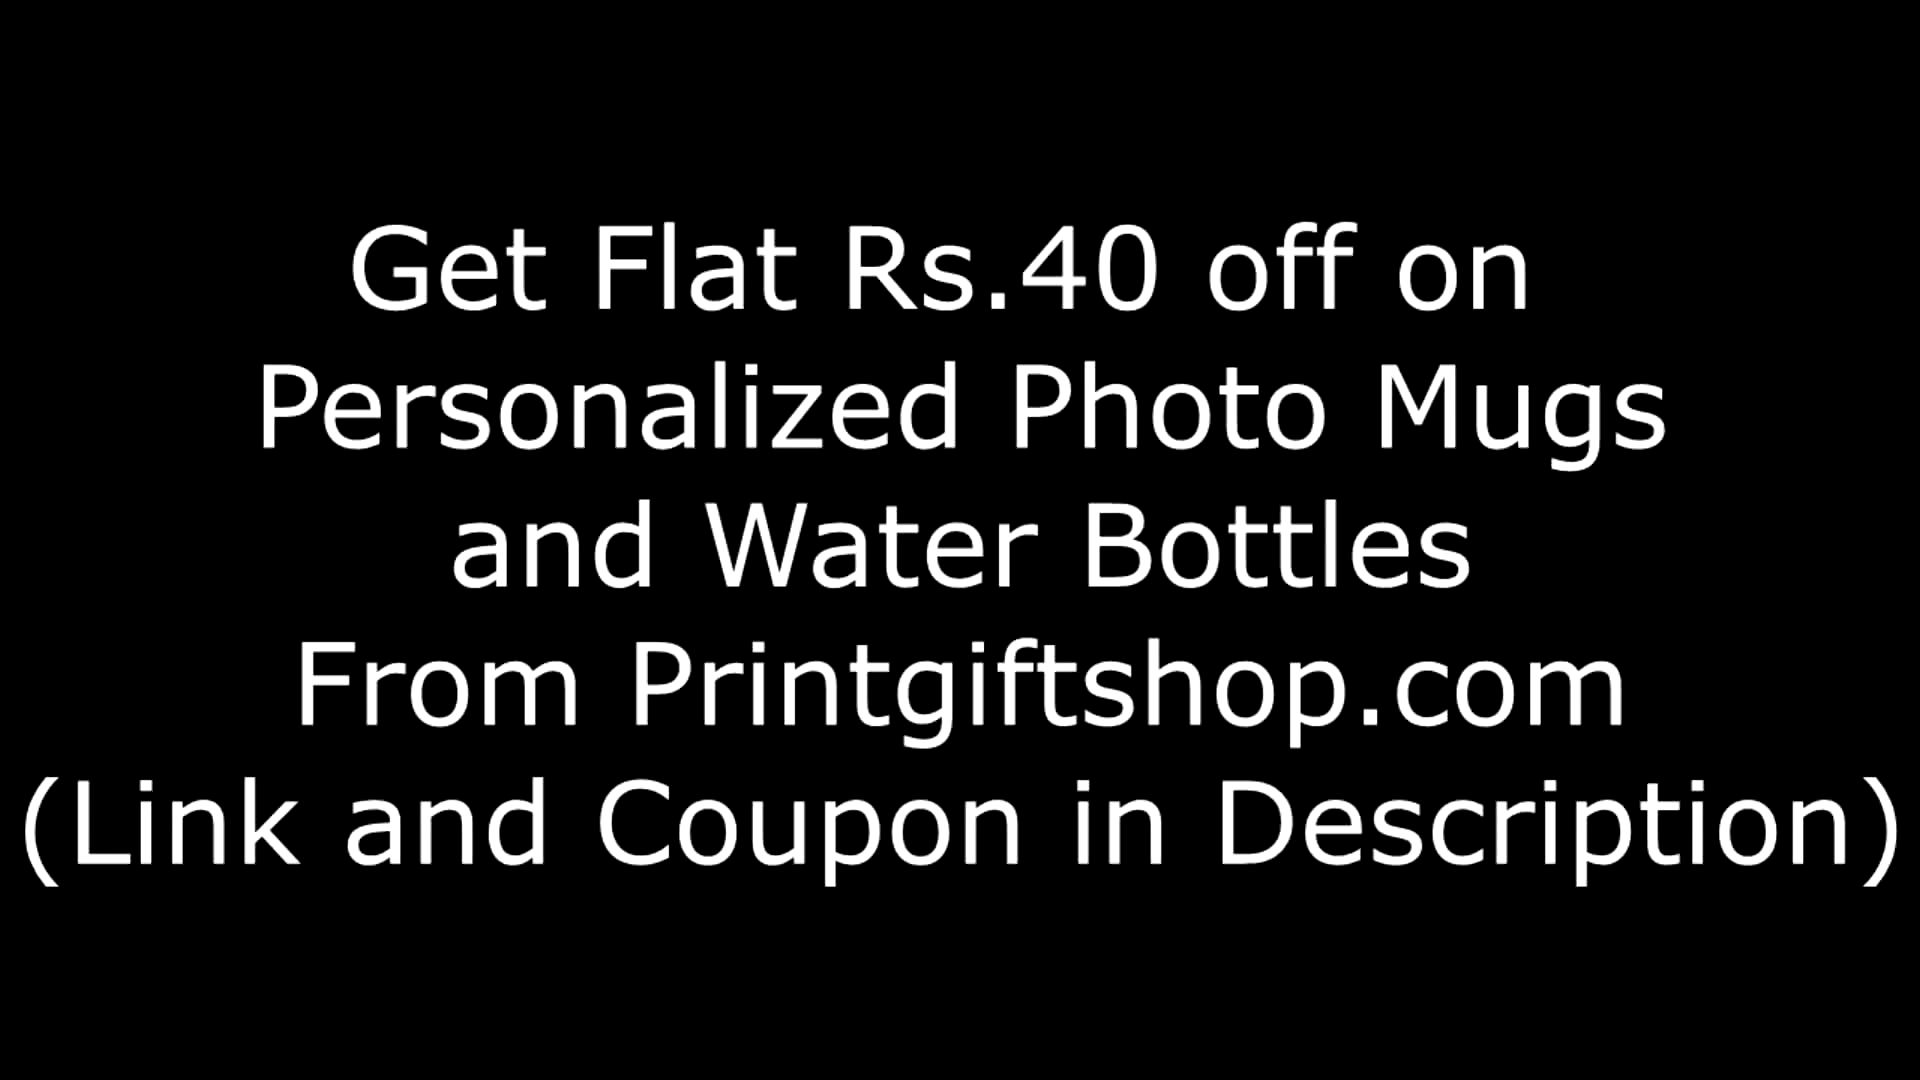 Get Flat Rs.40 off on
Personalized Photo Mugs
and Water Bottles
From Printgiftshop.com
(Link and Coupon in Description)